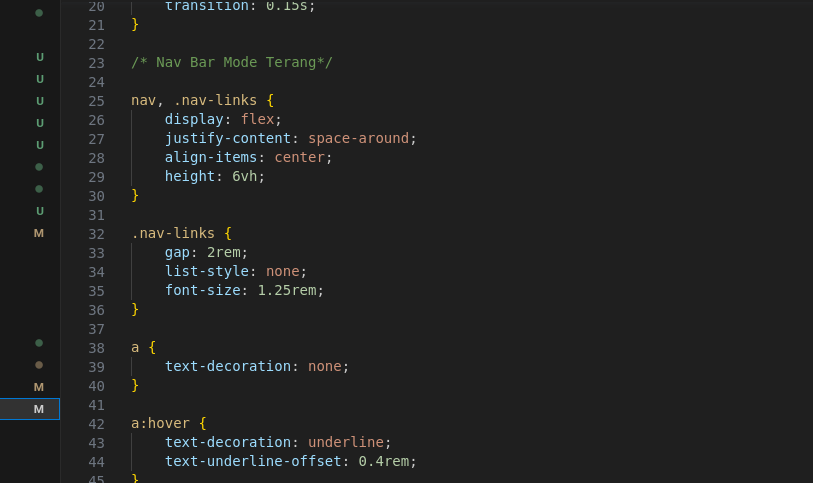 U
U
U
U
U
U
M
M
M
20 transition: 0.15s;
21 }
22
23 /* Nav Bar Mode Terang*/
24
25 nav, .nav-links {
26 display: flex;
27 justify-content: space-around;
28 align-items: center;
29 height: 6vh;
30 }
31
32 .nav-links {
33 gap: 2rem;
34 list-style: none;
35 font-size: 1.25rem;
36 }
37
38 a {
39 text-decoration: none;
40 }
41
42 a:hover {
43 text-decoration: underline;
44 text-underline-offset: 0.4rem;
45 }